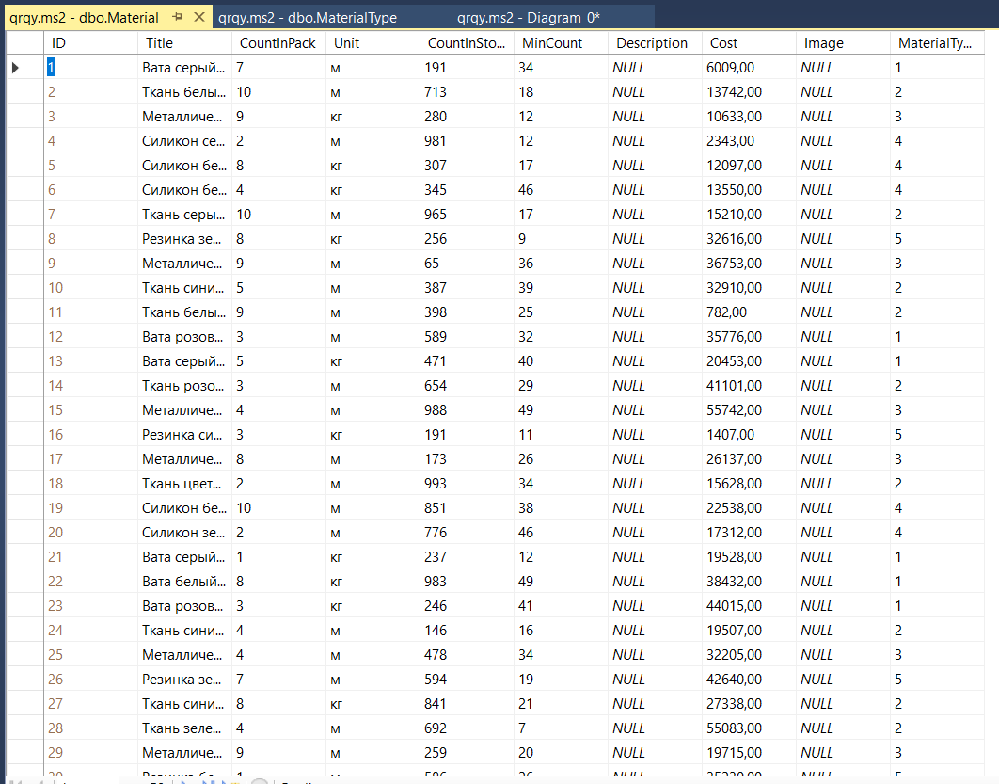 qrqy.ms2 - dbo.Material qrqy.ms2 - dbo.MaterialType qrqy.ms2 - Diagram_0*
ID Title CountInPack Unit CountInSto... MinCount Description Cost Image MaterialTy...
1 Вата серый... 7 м 191 34 NULL 6009,00 NULL 1
2 Ткань белы... 10 м 713 18 NULL 13742,00 NULL 2
3 Металличе... 9 кг 280 12 NULL 10633,00 NULL 3
4 Силикон се... 2 м 981 12 NULL 2343,00 NULL 4
5 Силикон бе... 8 кг 307 17 NULL 12097,00 NULL 4
6 Силикон бе... 4 кг 345 46 NULL 13550,00 NULL 4
7 Ткань серы... 10 м 965 17 NULL 15210,00 NULL 2
8 Резинка зе... 8 кг 256 9 NULL 32616,00 NULL 5
9 Металличе... 9 м 65 36 NULL 36753,00 NULL 3
10 Ткань сини... 5 м 387 39 NULL 32910,00 NULL 2
11 Ткань белы... 9 м 398 25 NULL 782,00 NULL 2
12 Вата розов... 3 м 589 32 NULL 35776,00 NULL 1
13 Вата серый... 5 кг 471 40 NULL 20453,00 NULL 1
14 Ткань розо... 3 м 654 29 NULL 41101,00 NULL 2
15 Металличе... 4 м 988 49 NULL 55742,00 NULL 3
16 Резинка си... 3 кг 191 11 NULL 1407,00 NULL 5
17 Металличе... 8 м 173 26 NULL 26137,00 NULL 3
18 Ткань цвет... 2 м 993 34 NULL 15628,00 NULL 2
19 Силикон бе... 10 м 851 38 NULL 22538,00 NULL 4
20 Силикон зе... 2 м 776 46 NULL 17312,00 NULL 4
21 Вата серый... 1 кг 237 12 NULL 19528,00 NULL 1
22 Вата белый... 8 кг 983 49 NULL 38432,00 NULL 1
23 Вата розов... 3 кг 246 41 NULL 44015,00 NULL 1
24 Ткань сини... 4 м 146 16 NULL 19507,00 NULL 2
25 Металличе... 4 м 478 34 NULL 32205,00 NULL 3
26 Резинка зе... 7 м 594 19 NULL 42640,00 NULL 5
27 Ткань сини... 8 кг 841 21 NULL 27338,00 NULL 2
28 Ткань зеле... 4 м 692 7 NULL 55083,00 NULL 2
29 Металличе... 9 м 259 20 NULL 19715,00 NULL 3